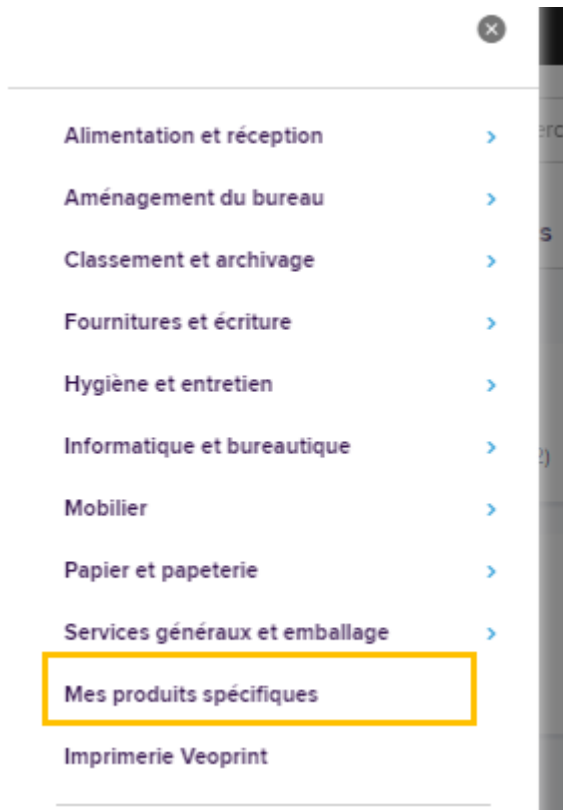 Alimentation et réception
Aménagement du bureau
Classement et archivage
Fournitures et écriture
Hygiène et entretien
Informatique et bureautique
Mobilier
Papier et papeterie
Services généraux et emballage
Mes produits spécifiques
Imprimerie Veoprint